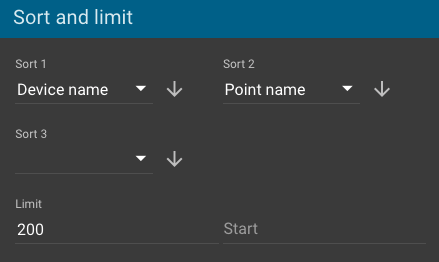 Sort and limit
Sort 1
Sort 2
Device name
Point name
Sort 3
Limit
200
Start